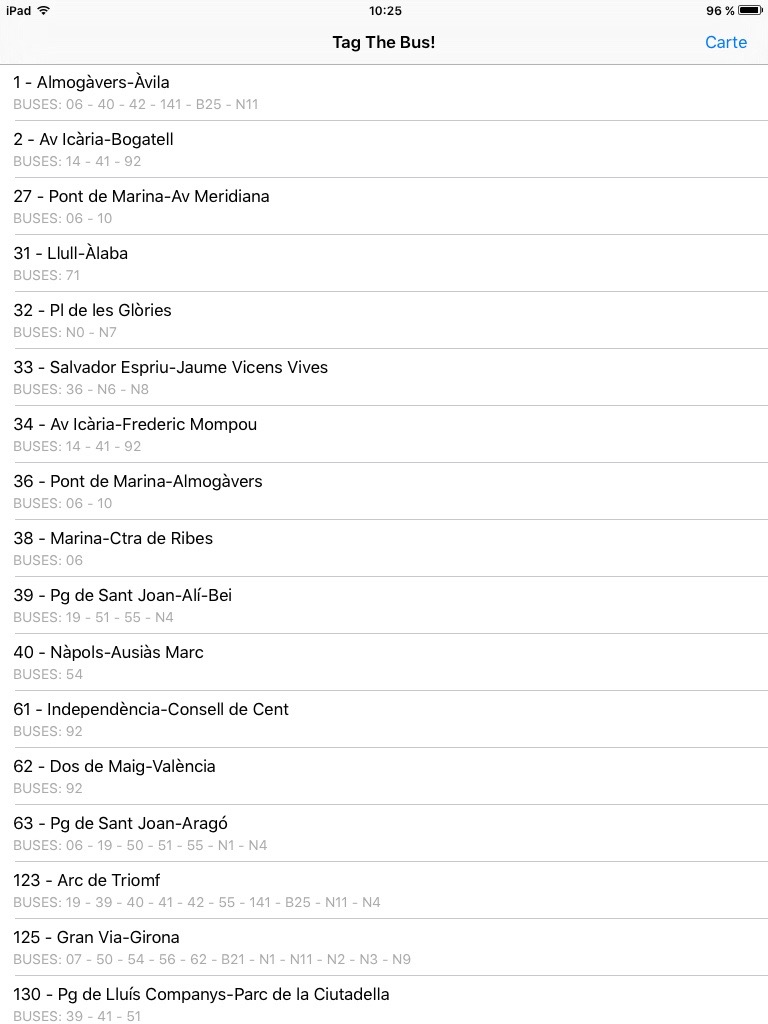 iPad 10:25 96 %
Tag The Bus! Carte
1 - Almogàvers-Àvila
BUSES: 06 - 40 - 42 - 141 - B25 - N11
2 - Av Icària-Bogatell
BUSES: 14 - 41 - 92
27 - Pont de Marina-Av Meridiana
BUSES: 06 - 10
31 - Llull-Àlaba
BUSES: 71
32 - Pl de les Glòries
BUSES: N0 - N7
33 - Salvador Espriu-Jaume Vicens Vives
BUSES: 36 - N6 - N8
34 - Av Icària-Frederic Mompou
BUSES: 14 - 41 - 92
36 - Pont de Marina-Almogàvers
BUSES: 06 - 10
38 - Marina-Ctra de Ribes
BUSES: 06
39 - Pg de Sant Joan-Alí-Bei
BUSES: 19 - 51 - 55 - N4
40 - Nàpols-Ausiàs Marc
BUSES: 54
61 - Independència-Consell de Cent
BUSES: 92
62 - Dos de Maig-València
BUSES: 92
63 - Pg de Sant Joan-Aragó
BUSES: 06 - 19 - 50 - 51 - 55 - N1 - N4
123 - Arc de Triomf
BUSES: 19 - 39 - 40 - 41 - 42 - 55 - 141 - B25 - N11 - N4
125 - Gran Via-Girona
BUSES: 07 - 50 - 54 - 56 - 62 - B21 - N1 - N11 - N2 - N3 - N9
130 - Pg de Lluís Companys-Parc de la Ciutadella
BUSES: 39 - 41 - 51